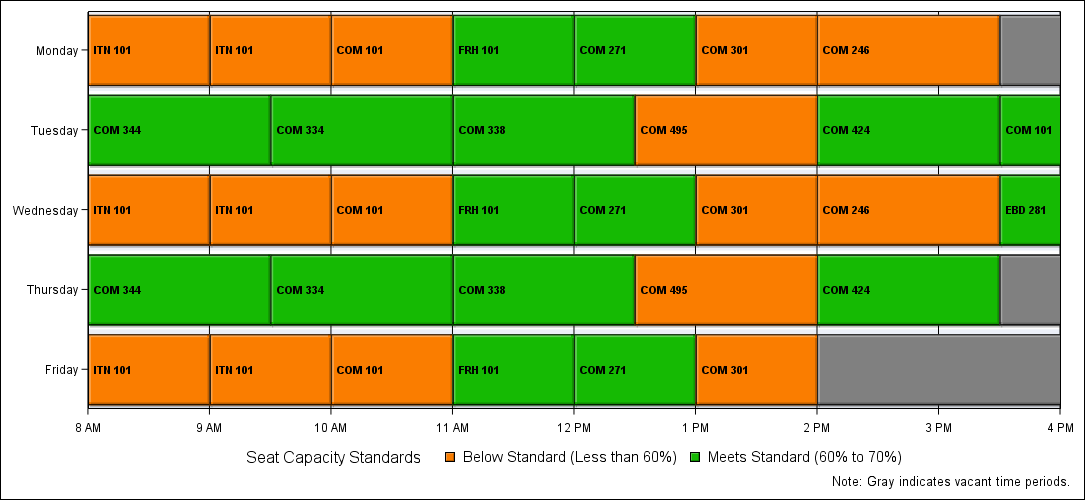 Monday ITN 101 ITN 101 COM 101 FRH 101 COM 271 COM 301 COM 246
Tuesday COM 344 COM 334 COM 338 COM 495 COM 424 COM 101
Wednesday ITN 101 ITN 101 COM 101 FRH 101 COM 271 COM 301 COM 246 EBD 281
Thursday COM 344 COM 334 COM 338 COM 495 COM 424
Friday ITN 101 ITN 101 COM 101 FRH 101 COM 271 COM 301
8 AM 9 AM 10 AM 11 AM 12 PM 1 PM 2 PM 3 PM 4 PM
Seat Capacity Standards Below Standard (Less than 60%) Meets Standard (60% to 70%)
Note: Gray indicates vacant time periods.